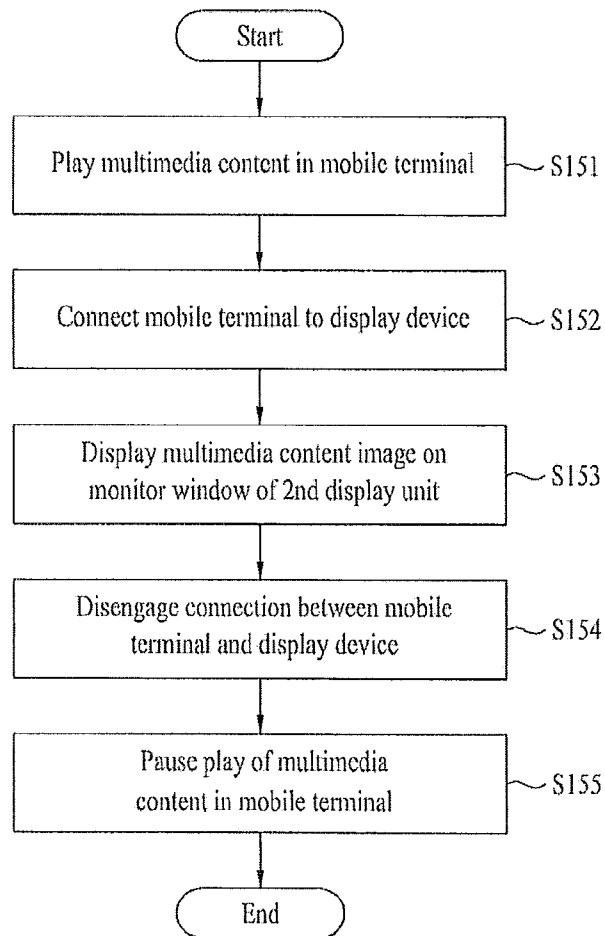 Start
Play multimedia content in mobile terminal
S151
Connect mobile terminal to display device
S152
Display multimedia content image on
monitor window of 2nd display unit
S153
Disengage connection between mobile
terminal and display device
S154
Pause play of multimedia
content in mobile terminal
S155
End